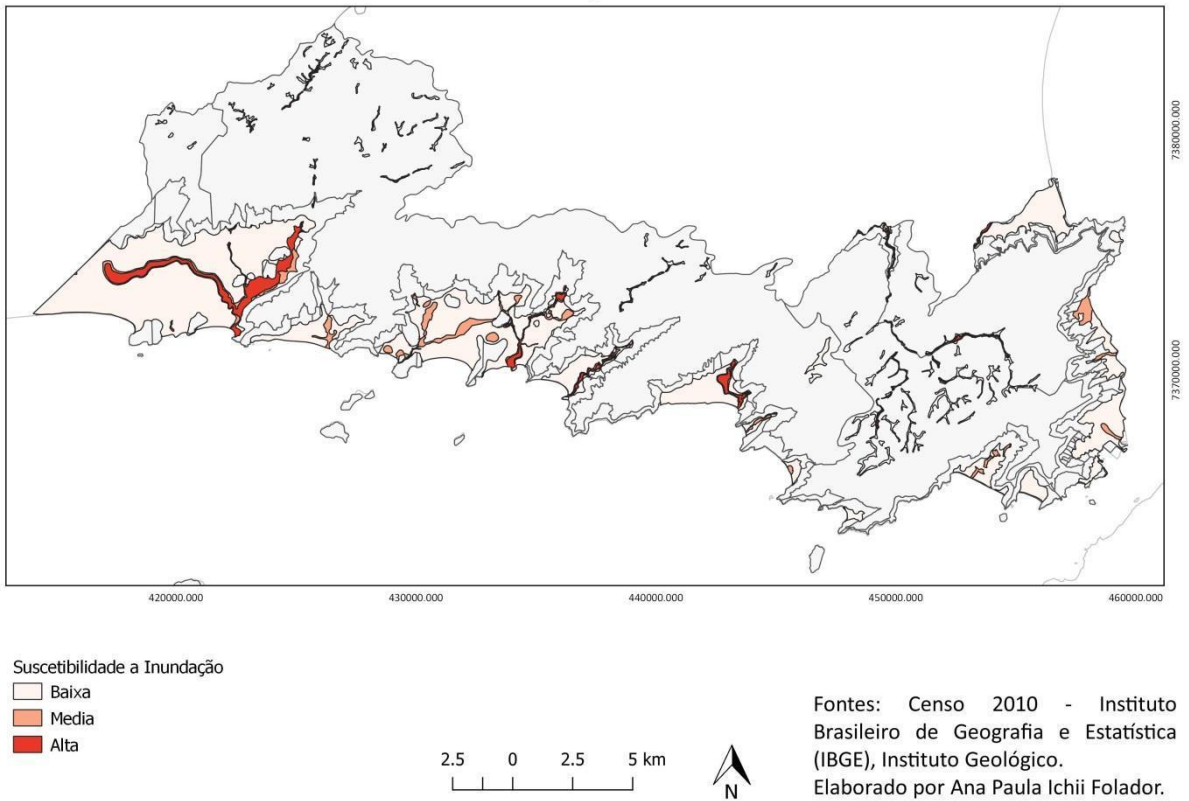 7380000.000
7370000.000
420000.000
430000.000
440000.000
450000.000
460000.000
Suscetibilidade a Inundação
Baixa
Media
Alta
2.5 0 2.5 5 km
N
Fontes: Censo 2010 - Instituto
Brasileiro de Geografia e Estatística
(IBGE), Instituto Geológico.
Elaborado por Ana Paula Ichii Folador.